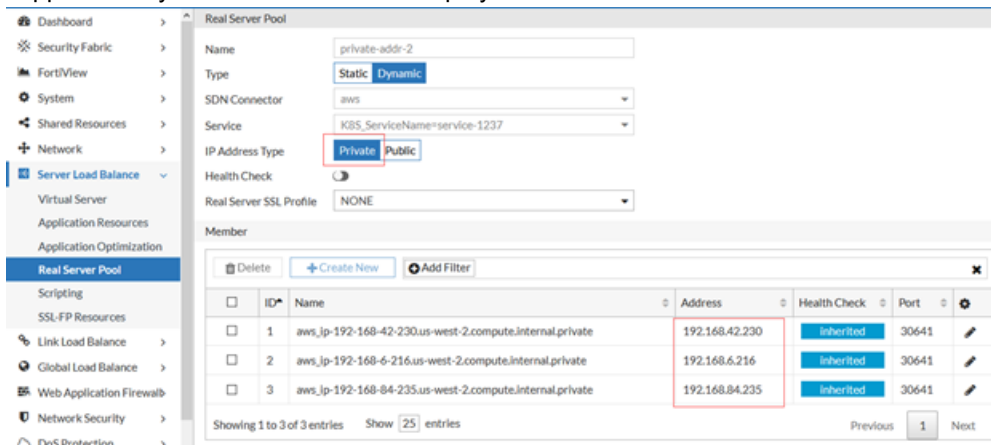 Dashboard
Security Fabric
FortiView
System
Shared Resources
Network
Server Load Balance
Virtual Server
Application Resources
Application Optimization
Real Server Pool
Scripting
SSL-FP Resources
Link Load Balance
Global Load Balance
Web Application Firewall
Network Security
DoS Protection
Real Server Pool
Name private-addr-2
Type Static Dynamic
SDN Connector aws
Service K8S_ServiceName=service-1237
IP Address Type Private Public
Health Check
Real Server SSL Profile NONE
Member
Delete Create New Add Filter
ID Name Address Health Check Port
1 aws_ip-192-168-42-230.us-west-2.compute.internal.private 192.168.42.230 inherited 30641
2 aws_ip-192-168-6-216.us-west-2.compute.internal.private 192.168.6.216 inherited 30641
3 aws_ip-192-168-84-235.us-west-2.compute.internal.private 192.168.84.235 inherited 30641
Showing 1 to 3 of 3 entries Show 25 entries Previous 1 Next